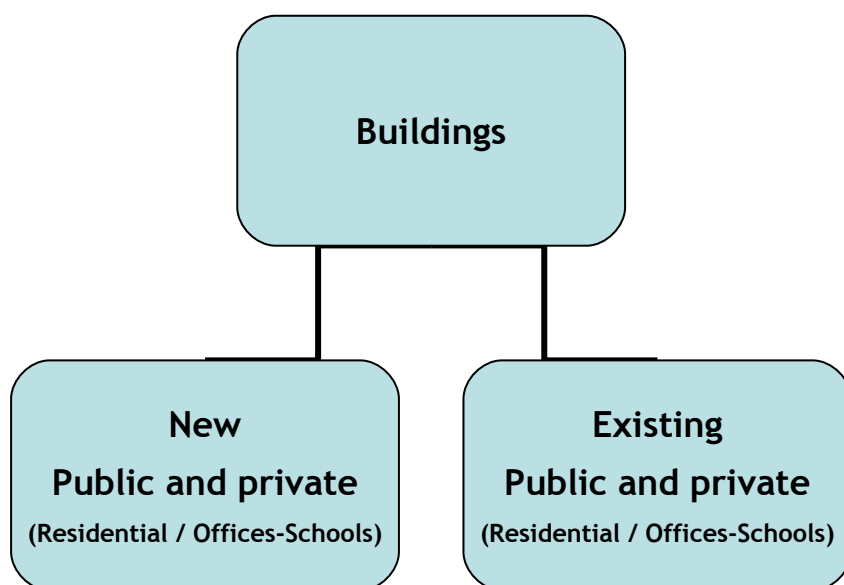 Buildings
New
Public and private
(Residential / Offices-Schools)
Existing
Public and private
(Residential / Offices-Schools)